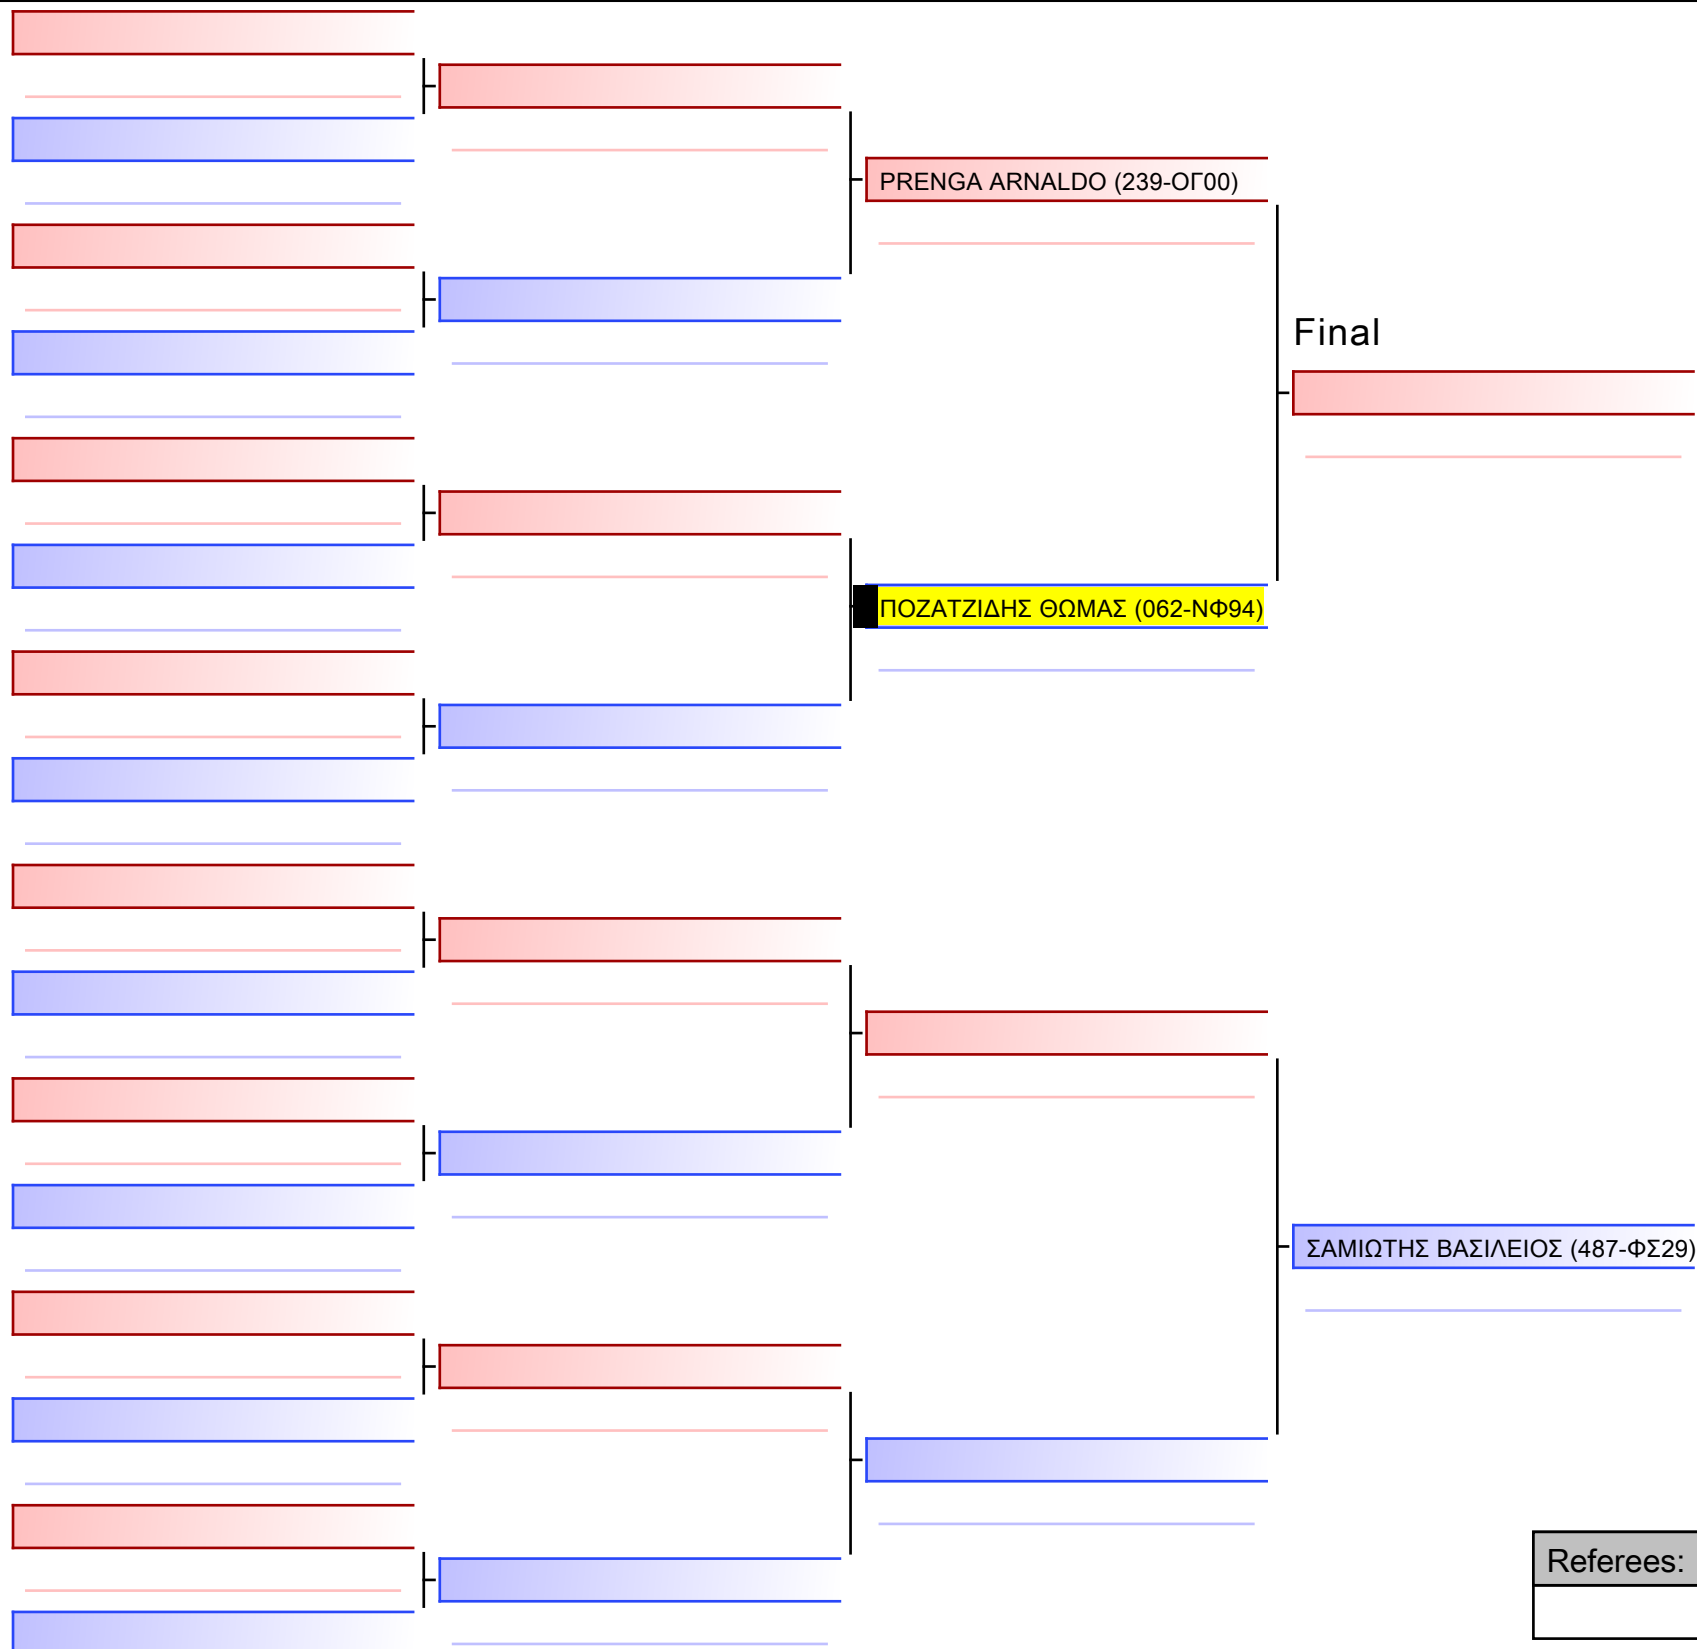 PRENGA ARNALDO (239-ΟΓ00)
Final
ΠΟΖΑΤΖΙΔΗΣ ΘΩΜΑΣ (062-ΝΦ94)
ΣΑΜΙΩΤΗΣ ΒΑΣΙΛΕΙΟΣ (487-ΦΣ29)
Referees: